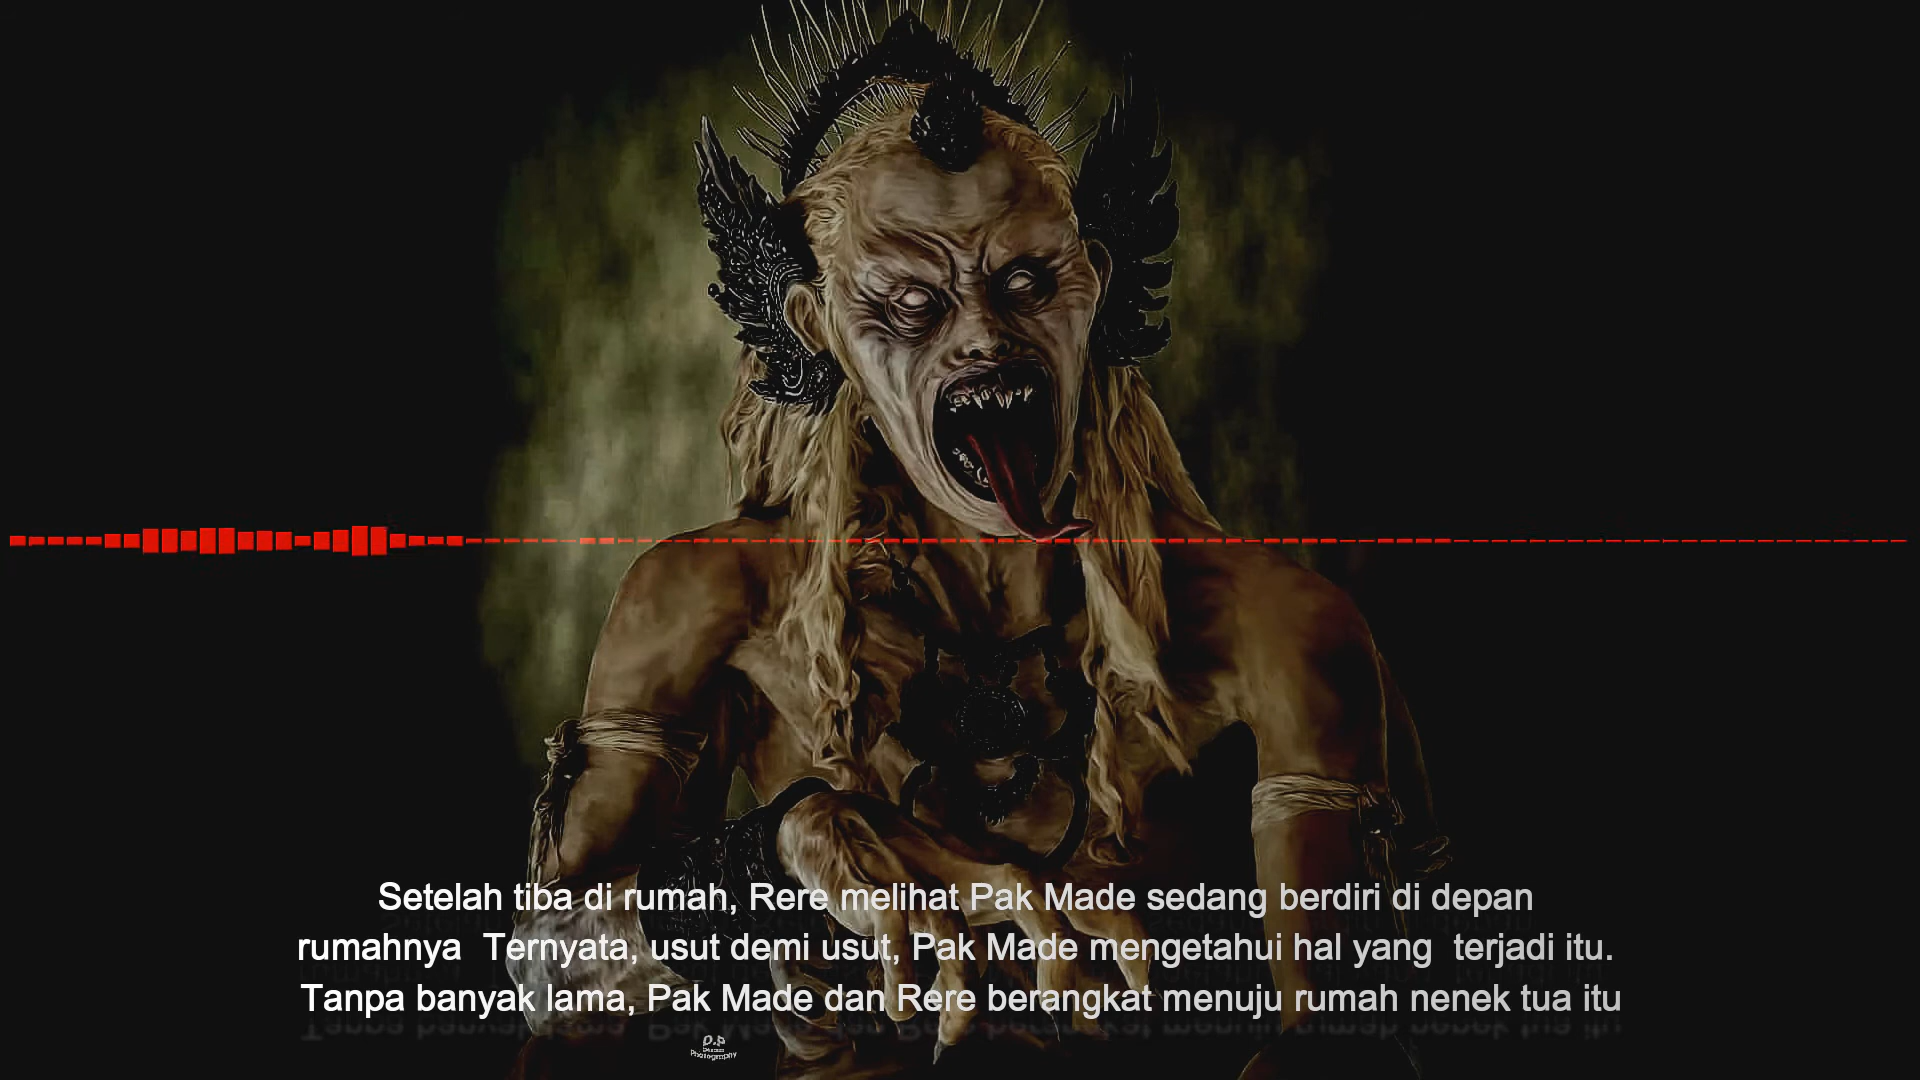 Setelah tiba di rumah, Rere melihat Pak Made sedang berdiri di depan
rumahnya  Ternyata, usut demi usut, Pak Made mengetahui hal yang  terjadi itu.
Tanpa banyak lama, Pak Made dan Rere berangkat menuju rumah nenek tua itu
D.P
Photography